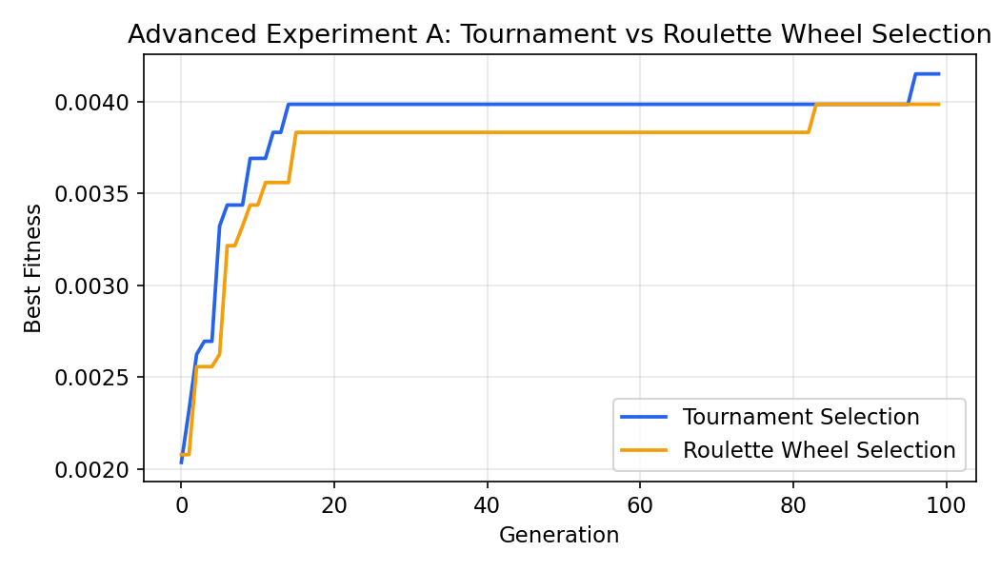 Advanced Experiment A: Tournament vs Roulette Wheel Selection
Best Fitness
0.0040
0.0035
0.0030
0.0025
0.0020
Tournament Selection
Roulette Wheel Selection
0 20 40 60 80 100
Generation